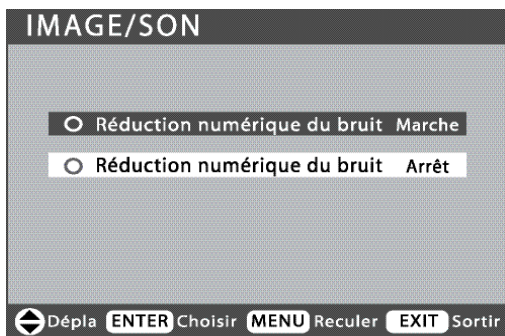 IMAGE/SON
Réduction numérique du bruit Marche
Réduction numérique du bruit Arrêt
Dépla ENTER Choisir MENU Reculer EXIT Sortir